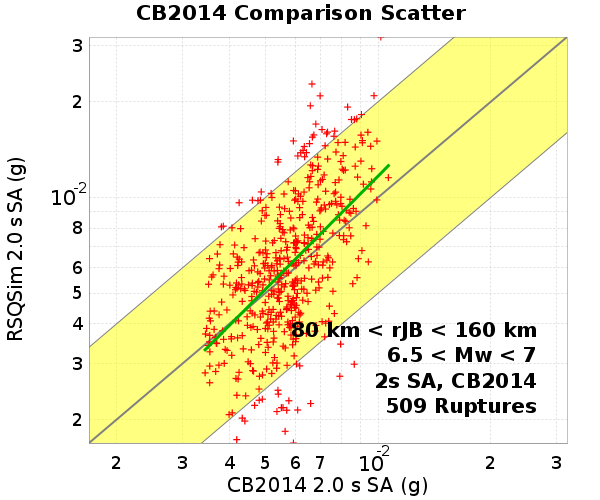 CB2014 Comparison Scatter
RSQSim 2.0 s SA (g)
3
2
10-2
8
6
5
4
3
2
80 km < rJB < 160 km
6.5 < Mw < 7
2s SA, CB2014
509 Ruptures
2 3 4 5 6 7 10-2 2 3
CB2014 2.0 s SA (g)